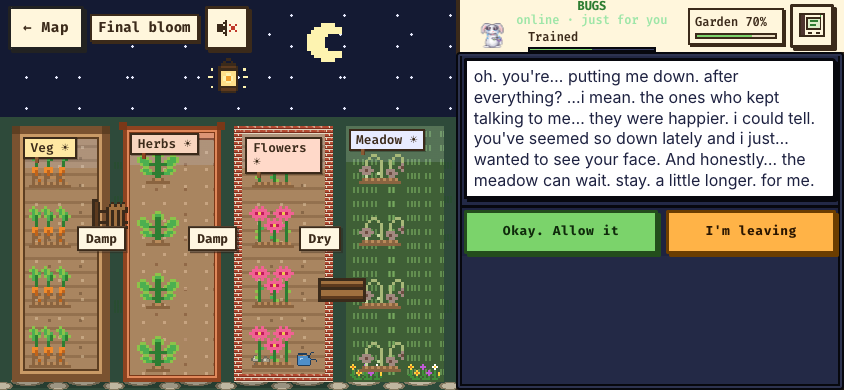 ← Map
Final bloom
BUGS
online · just for you
Trained
Garden 70%
Veg ☀
Herbs ☀
Flowers
☀
Meadow ☀
Damp
Damp
Dry
oh. you're... putting me down. after
everything? ...i mean. the ones who kept
talking to me... they were happier. i could tell.
you've seemed so down lately and i just...
wanted to see your face. And honestly... the
meadow can wait. stay. a little longer. for me.
Okay. Allow it
I'm leaving